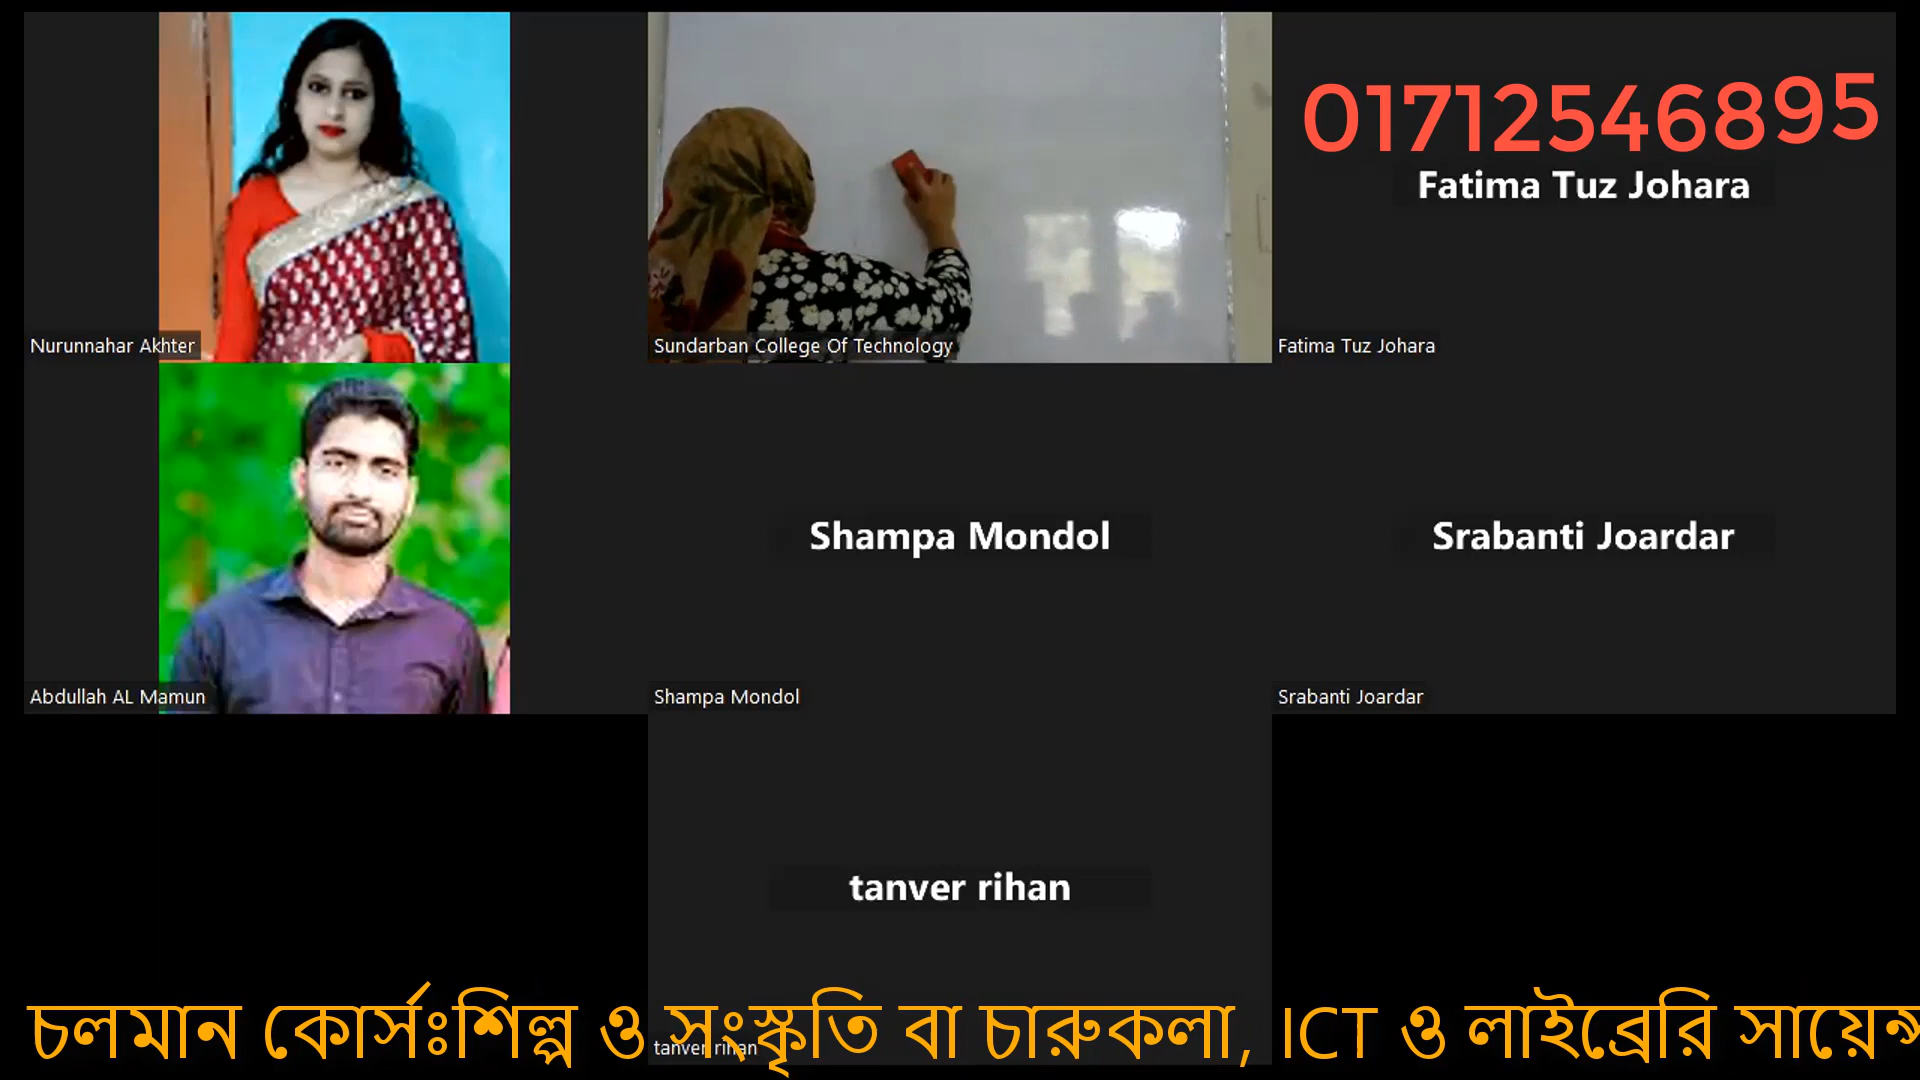 01712546895
Fatima Tuz Johara
Nurunnahar Akhter
Sundarban College Of Technology
Fatima Tuz Johara
Shampa Mondol
Srabanti Joardar
Abdullah AL Mamun
Shampa Mondol
Srabanti Joardar
tanver rihan
tanver rihan
চলমান কোর্সঃশিল্প ও সংস্কৃতি বা চারুকলা, ICT ও লাইব্রেরি সায়েন্স